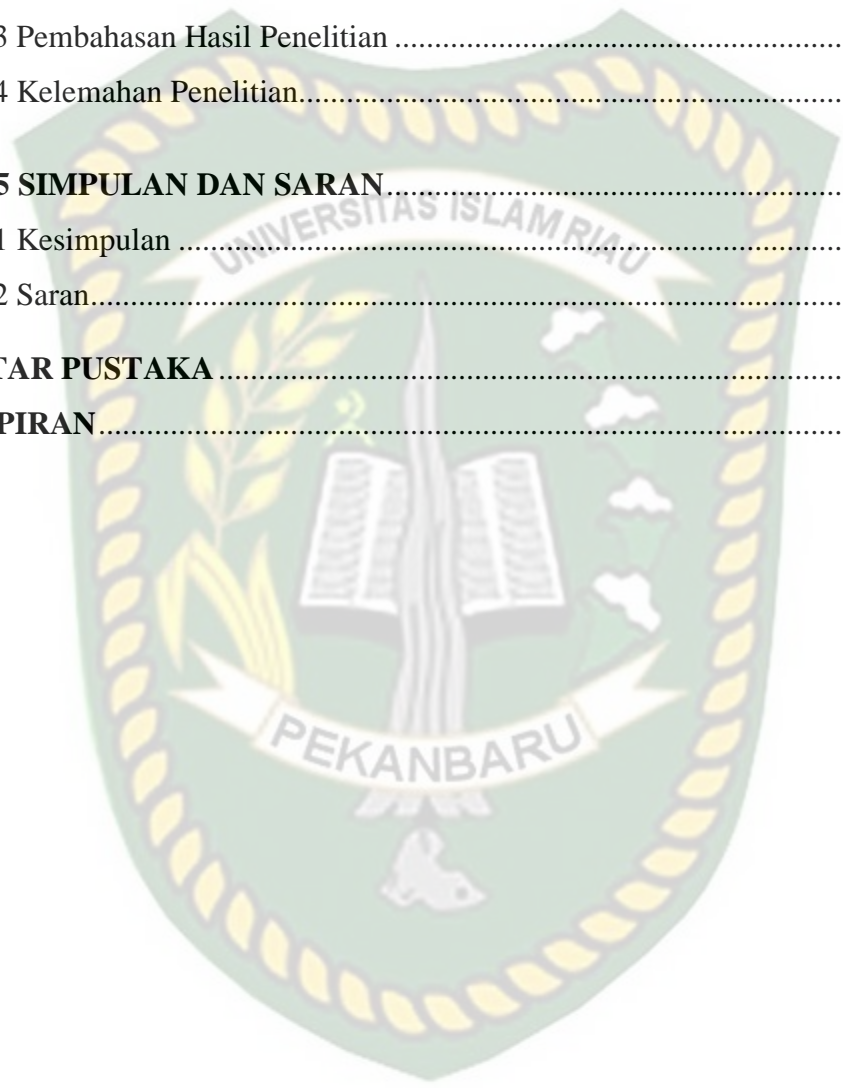 3 Pembahasan Hasil Penelitian ........................................................
4 Kelemahan Penelitian....................................................................
5 SIMPULAN DAN SARAN.........................................................
1 Kesimpulan ..................................................................................
2 Saran..............................................................................................
TAR PUSTAKA ..............................................................................
PIRAN................................................................................................
UNIVERSITAS ISLAM RIAU
PEKANBARU